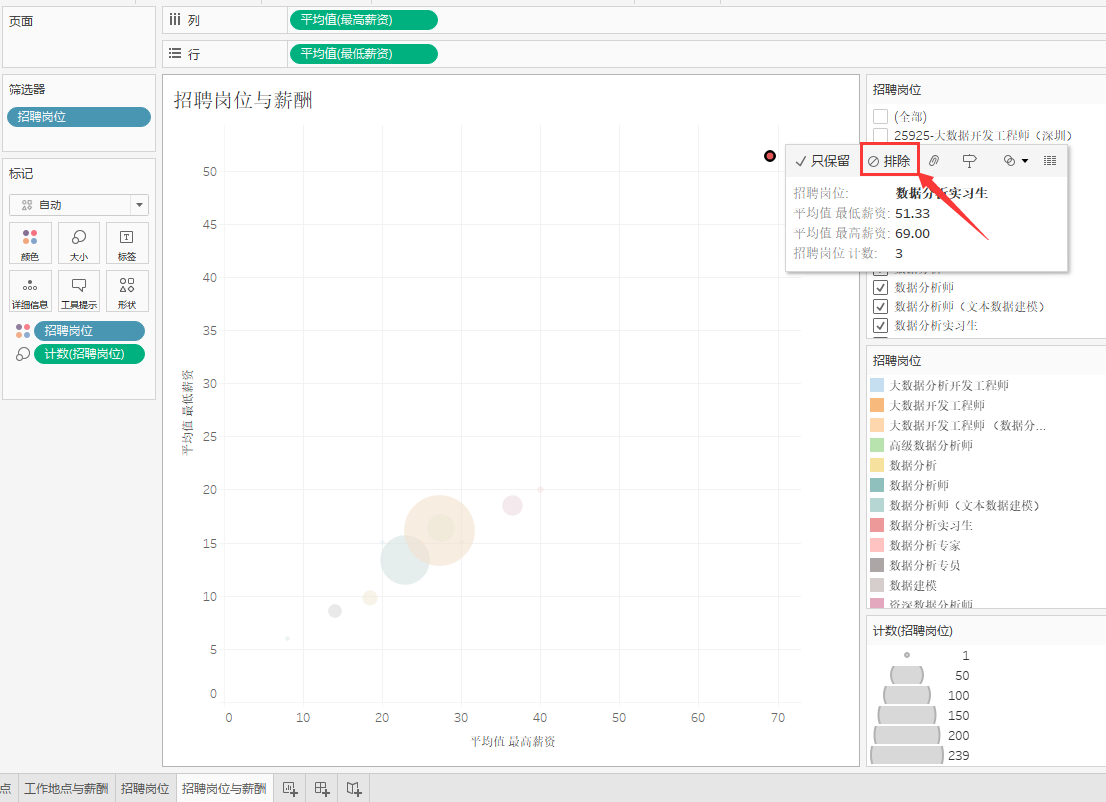 页面
列
平均值(最高薪资)
行
平均值(最低薪资)
筛选器
招聘岗位
标记
自动
颜色
大小
标签
详细信息
工具提示
形状
招聘岗位
计数(招聘岗位)
招聘岗位与薪酬
50
45
40
35
30
25
20
15
10
5
0
平均值 最低薪资
0
10
20
30
40
50
60
70
平均值 最高薪资
只保留
排除
招聘岗位: 数据分析实习生
平均值 最低薪资: 51.33
平均值 最高薪资: 69.00
招聘岗位 计数: 3
招聘岗位
(全部)
25925-大数据开发工程师（深圳）
数据分析
数据分析师
数据分析师（文本数据建模）
数据分析实习生
招聘岗位
大数据分析开发工程师
大数据开发工程师
大数据开发工程师 （数据分...
高级数据分析师
数据分析
数据分析师
数据分析师（文本数据建模）
数据分析实习生
数据分析专家
数据分析专员
数据建模
资深数据分析师
计数(招聘岗位)
1
50
100
150
200
239
点
工作地点与薪酬
招聘岗位
招聘岗位与薪酬